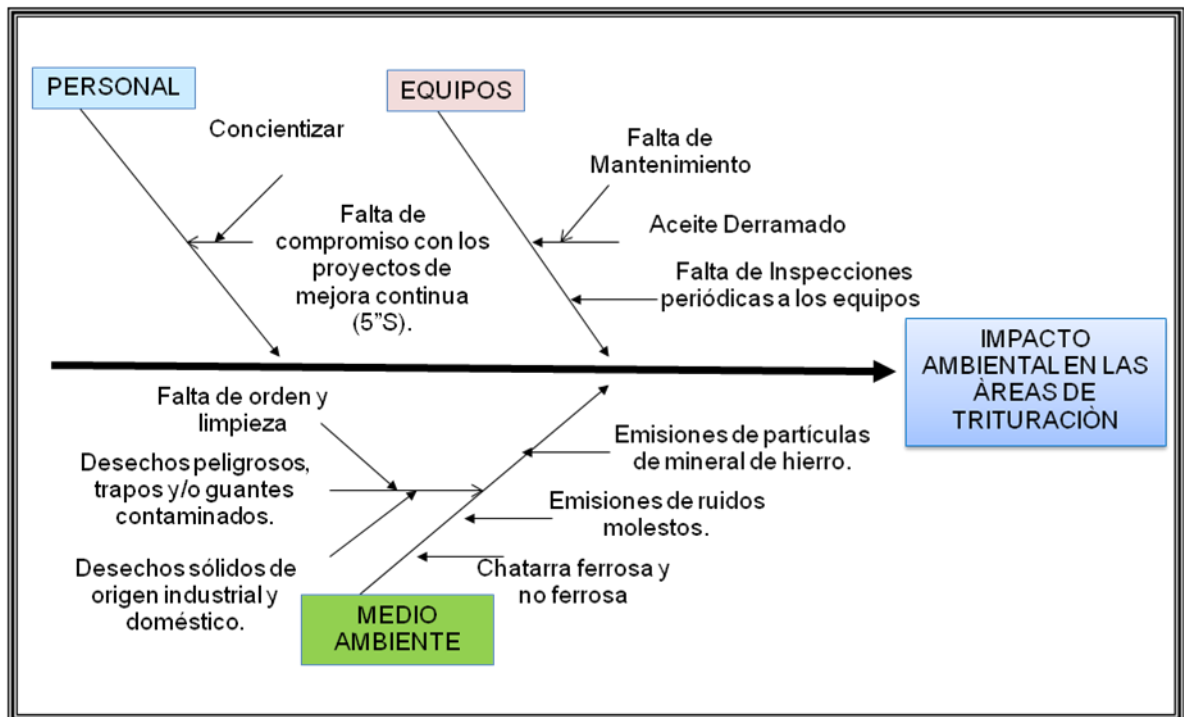 PERSONAL
EQUIPOS
Concientizar
Falta de
Mantenimiento
Falta de
compromiso con los
proyectos de
mejora continua
(5”S).
Aceite Derramado
Falta de Inspecciones
periódicas a los equipos
IMPACTO
AMBIENTAL EN LAS
ÀREAS DE
TRITURACIÒN
Falta de orden y
limpieza
Desechos peligrosos,
trapos y/o guantes
contaminados.
Desechos sólidos de
origen industrial y
doméstico.
Emisiones de partículas
de mineral de hierro.
Emisiones de ruidos
molestos.
Chatarra ferrosa y
no ferrosa
MEDIO
AMBIENTE